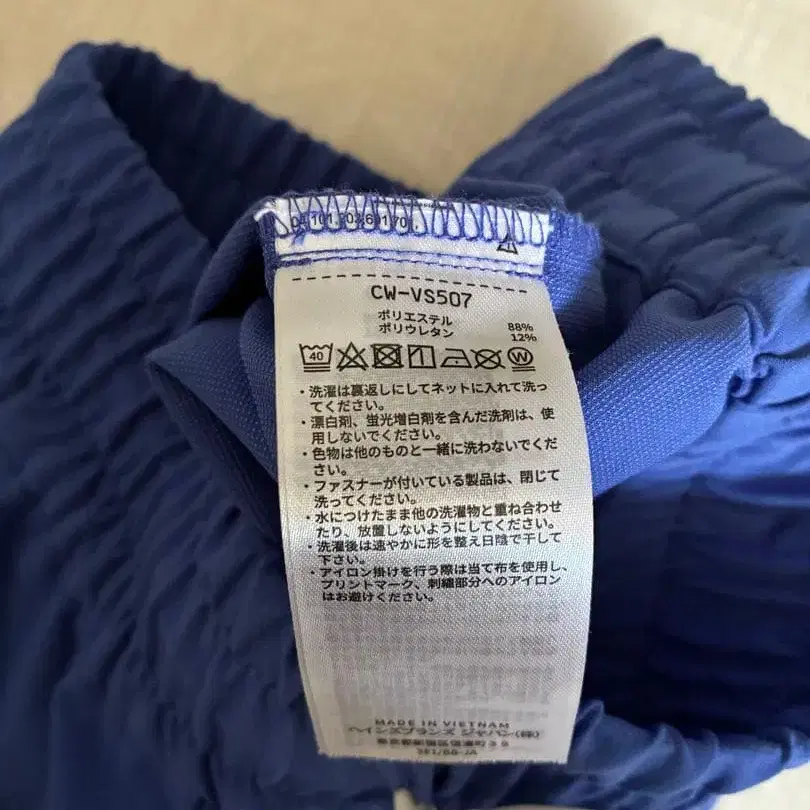 CW-VS507
ポリエステル 88%
ポリウレタン 12%
40
W
・洗濯は裏返しにしてネットに入れて洗っ
てください。
・漂白剤、蛍光増白剤を含んだ洗剤は、使
用しないでください。
・色物は他のものと一緒に洗わないでくだ
さい。
・ファスナーが付いている製品は、閉じて
洗ってください。
・水につけたまま他の洗濯物と重ね合わせ
たり、放置しないようにしてください。
・洗濯後は速やかに形を整え日陰で干して
下さい。
・アイロン掛けを行う際は当て布を使用し、
プリントマーク、刺繍部分へのアイロン
はお避けください。
MADE IN VIETNAM
ヘインズブランズ ジャパン(株)